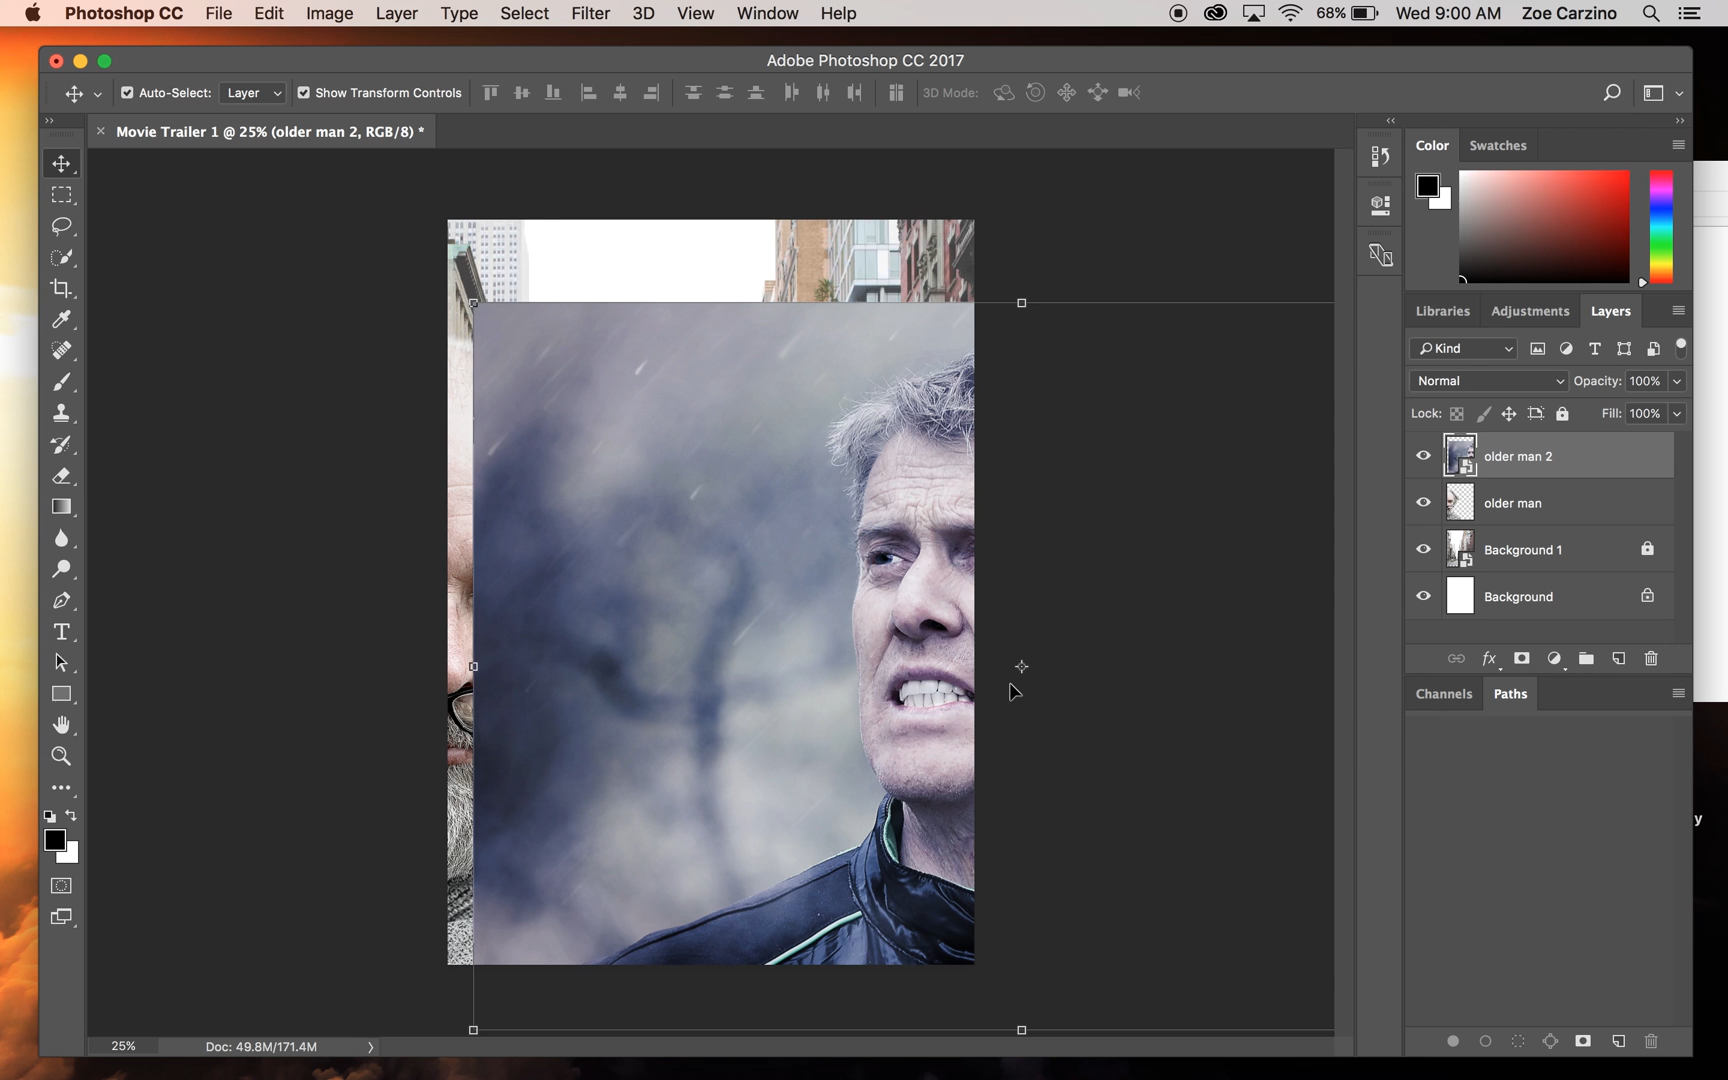 Photoshop CC File Edit Image Layer Type Select Filter 3D View Window Help 68% Wed 9:00 AM Zoe Carzino
Adobe Photoshop CC 2017
Auto-Select: Layer Show Transform Controls 3D Mode:
Movie Trailer 1 @ 25% (older man 2, RGB/8) *
Color Swatches
Libraries Adjustments Layers
Kind
Normal Opacity: 100%
Lock: Fill: 100%
older man 2
older man
Background 1
Background
fx
Channels Paths
y
25% Doc: 49.8M/171.4M